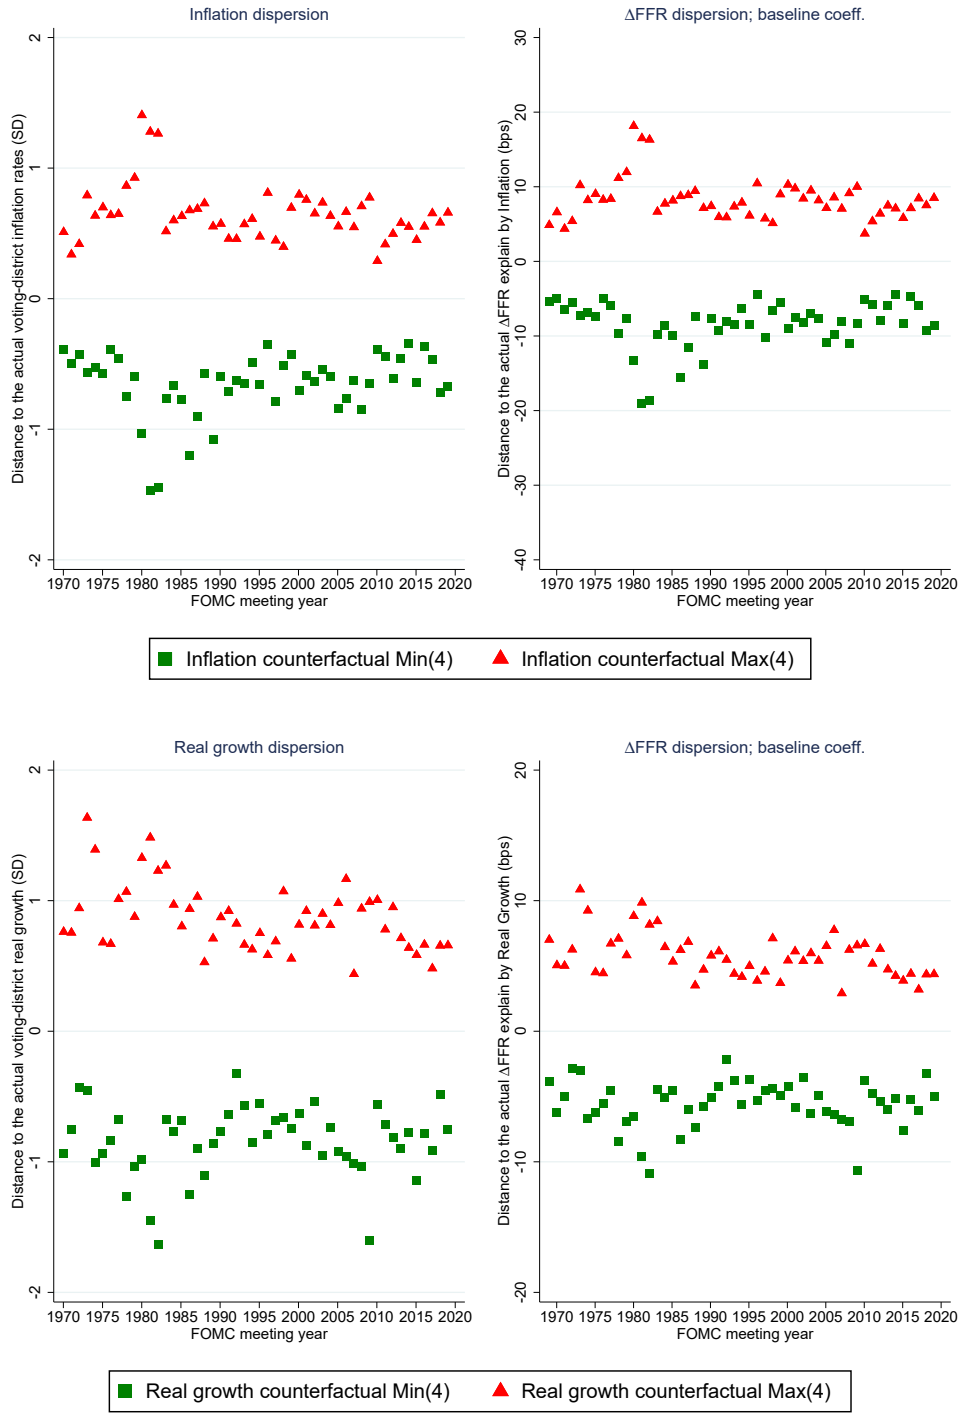 Inflation dispersion
Distance to the actual voting-district inflation rates (SD)
2
1
0
-1
-2
1970 1975 1980 1985 1990 1995 2000 2005 2010 2015 2020
FOMC meeting year
ΔFFR dispersion; baseline coeff.
Distance to the actual ΔFFR explain by Inflation (bps)
30
20
10
0
-10
-20
-30
-40
1970 1975 1980 1985 1990 1995 2000 2005 2010 2015 2020
FOMC meeting year
Inflation counterfactual Min(4) Inflation counterfactual Max(4)
Real growth dispersion
Distance to the actual voting-district real growth (SD)
2
1
0
-1
-2
1970 1975 1980 1985 1990 1995 2000 2005 2010 2015 2020
FOMC meeting year
ΔFFR dispersion; baseline coeff.
Distance to the actual ΔFFR explain by Real Growth (bps)
20
10
0
-10
-20
1970 1975 1980 1985 1990 1995 2000 2005 2010 2015 2020
FOMC meeting year
Real growth counterfactual Min(4) Real growth counterfactual Max(4)